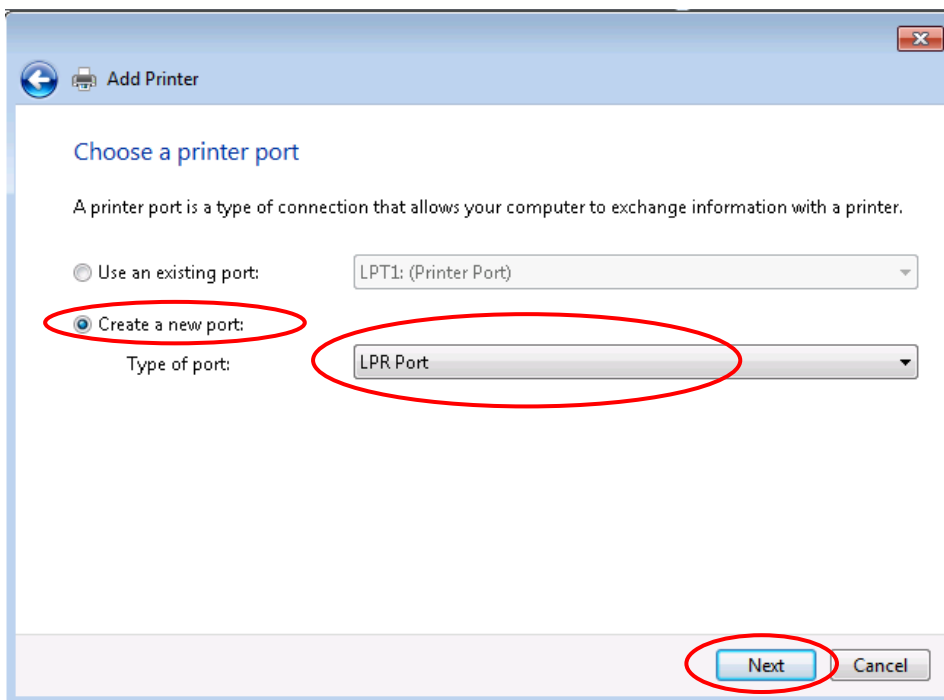 Add Printer
Choose a printer port
A printer port is a type of connection that allows your computer to exchange information with a printer.
Use an existing port: LPT1: (Printer Port)
Create a new port:
Type of port: LPR Port
Next Cancel